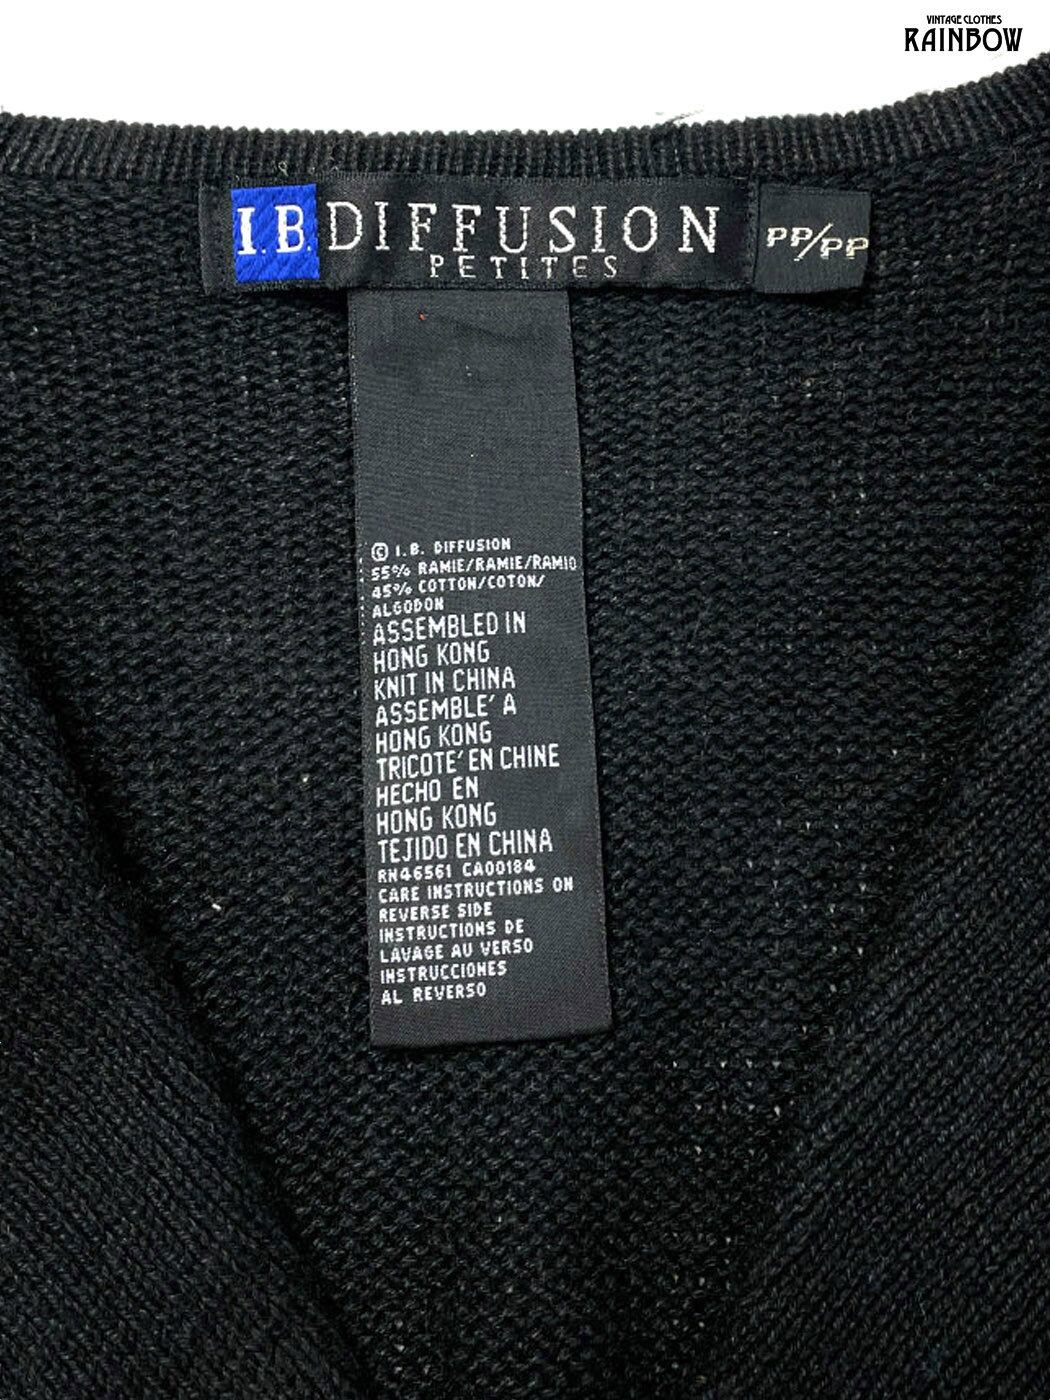 VINTAGE CLOTHES
RAINBOW
I.B. DIFFUSION
PETITES
PP/PP
© I.B. DIFFUSION
55% RAMIE/RAMIE/RAMIO
45% COTTON/COTON/
ALGODON
ASSEMBLED IN
HONG KONG
KNIT IN CHINA
ASSEMBLE' A
HONG KONG
TRICOTE' EN CHINE
HECHO EN
HONG KONG
TEJIDO EN CHINA
RN46561 CA00184
CARE INSTRUCTIONS ON
REVERSE SIDE
INSTRUCTIONS DE
LAVAGE AU VERSO
INSTRUCCIONES
AL REVERSO